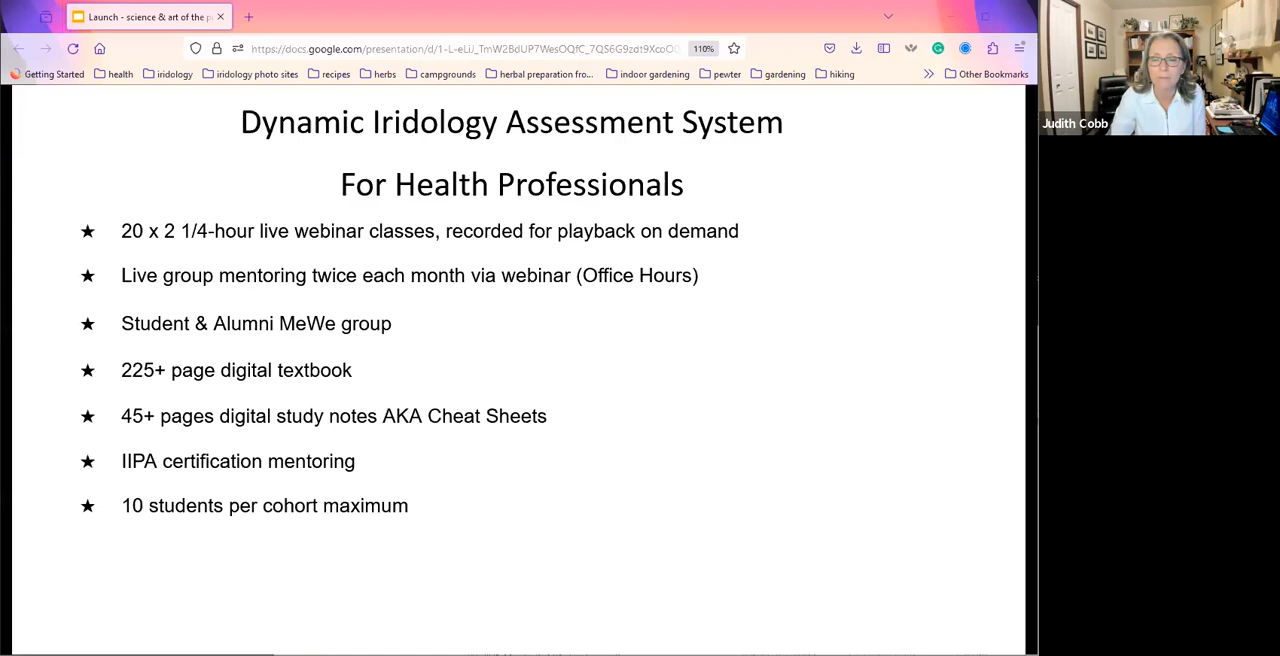 Launch - science & art of the p
https://docs.google.com/presentation/d/1-L-eLiJ_TmW2BdUP7WesOQfC_7QS6G9zdt9XcoO0
110%
Getting Started health iridology iridology photo sites recipes herbs campgrounds herbal preparation fro... indoor gardening pewter gardening hiking Other Bookmarks
Judith Cobb
Dynamic Iridology Assessment System
For Health Professionals
★ 20 x 2 1/4-hour live webinar classes, recorded for playback on demand
★ Live group mentoring twice each month via webinar (Office Hours)
★ Student & Alumni MeWe group
★ 225+ page digital textbook
★ 45+ pages digital study notes AKA Cheat Sheets
★ IIPA certification mentoring
★ 10 students per cohort maximum